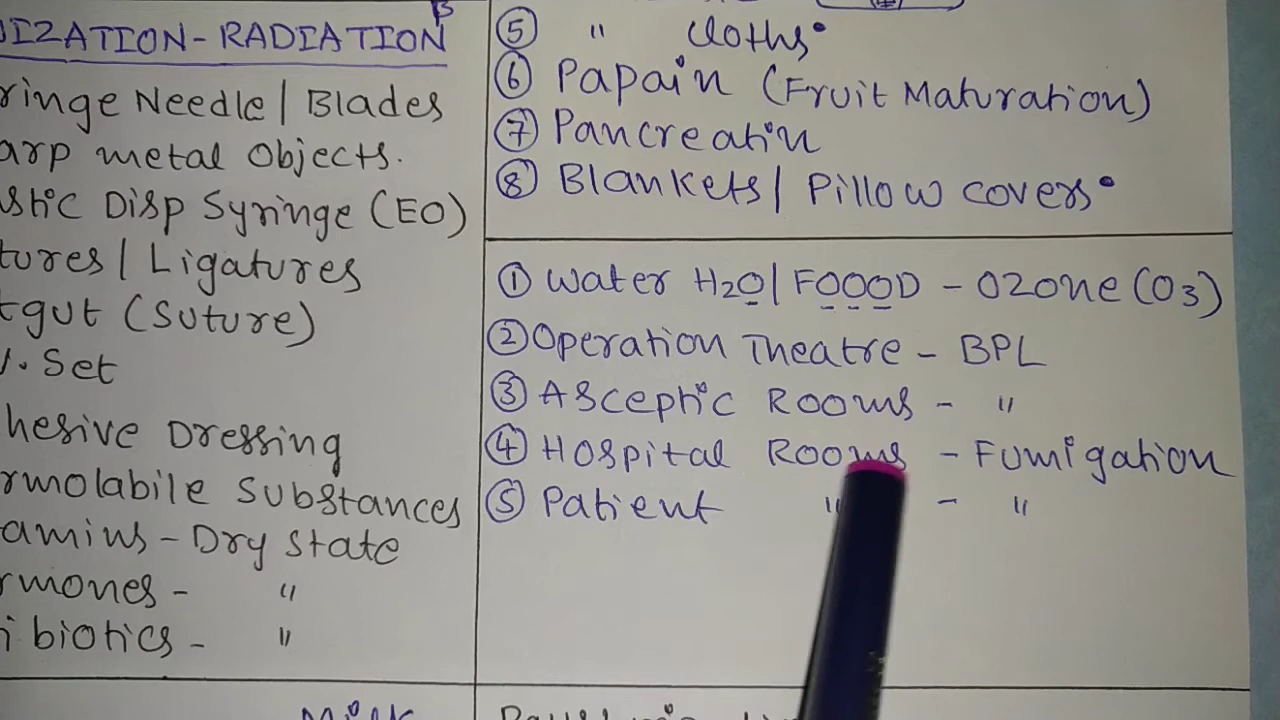 IZATION-RADIATION
ringe Needle/Blades
arp metal Objects.
stic Disp Syringe (EO)
tures/Ligatures
tgut (Suture)
. Set
hesive Dressing
rmolabile Substances
amins-Dry State
rmones- "
i biotics- "
⑤ " Cloths
⑥ Papain (Fruit Maturation)
⑦ Pancreatin
⑧ Blankets/Pillow covers
① Water H2O/FOOOD - Ozone (O3)
② Operation Theatre - BPL
③ Asceptic Rooms - "
④ Hospital Rooms - Fumigation
⑤ Patient " - "